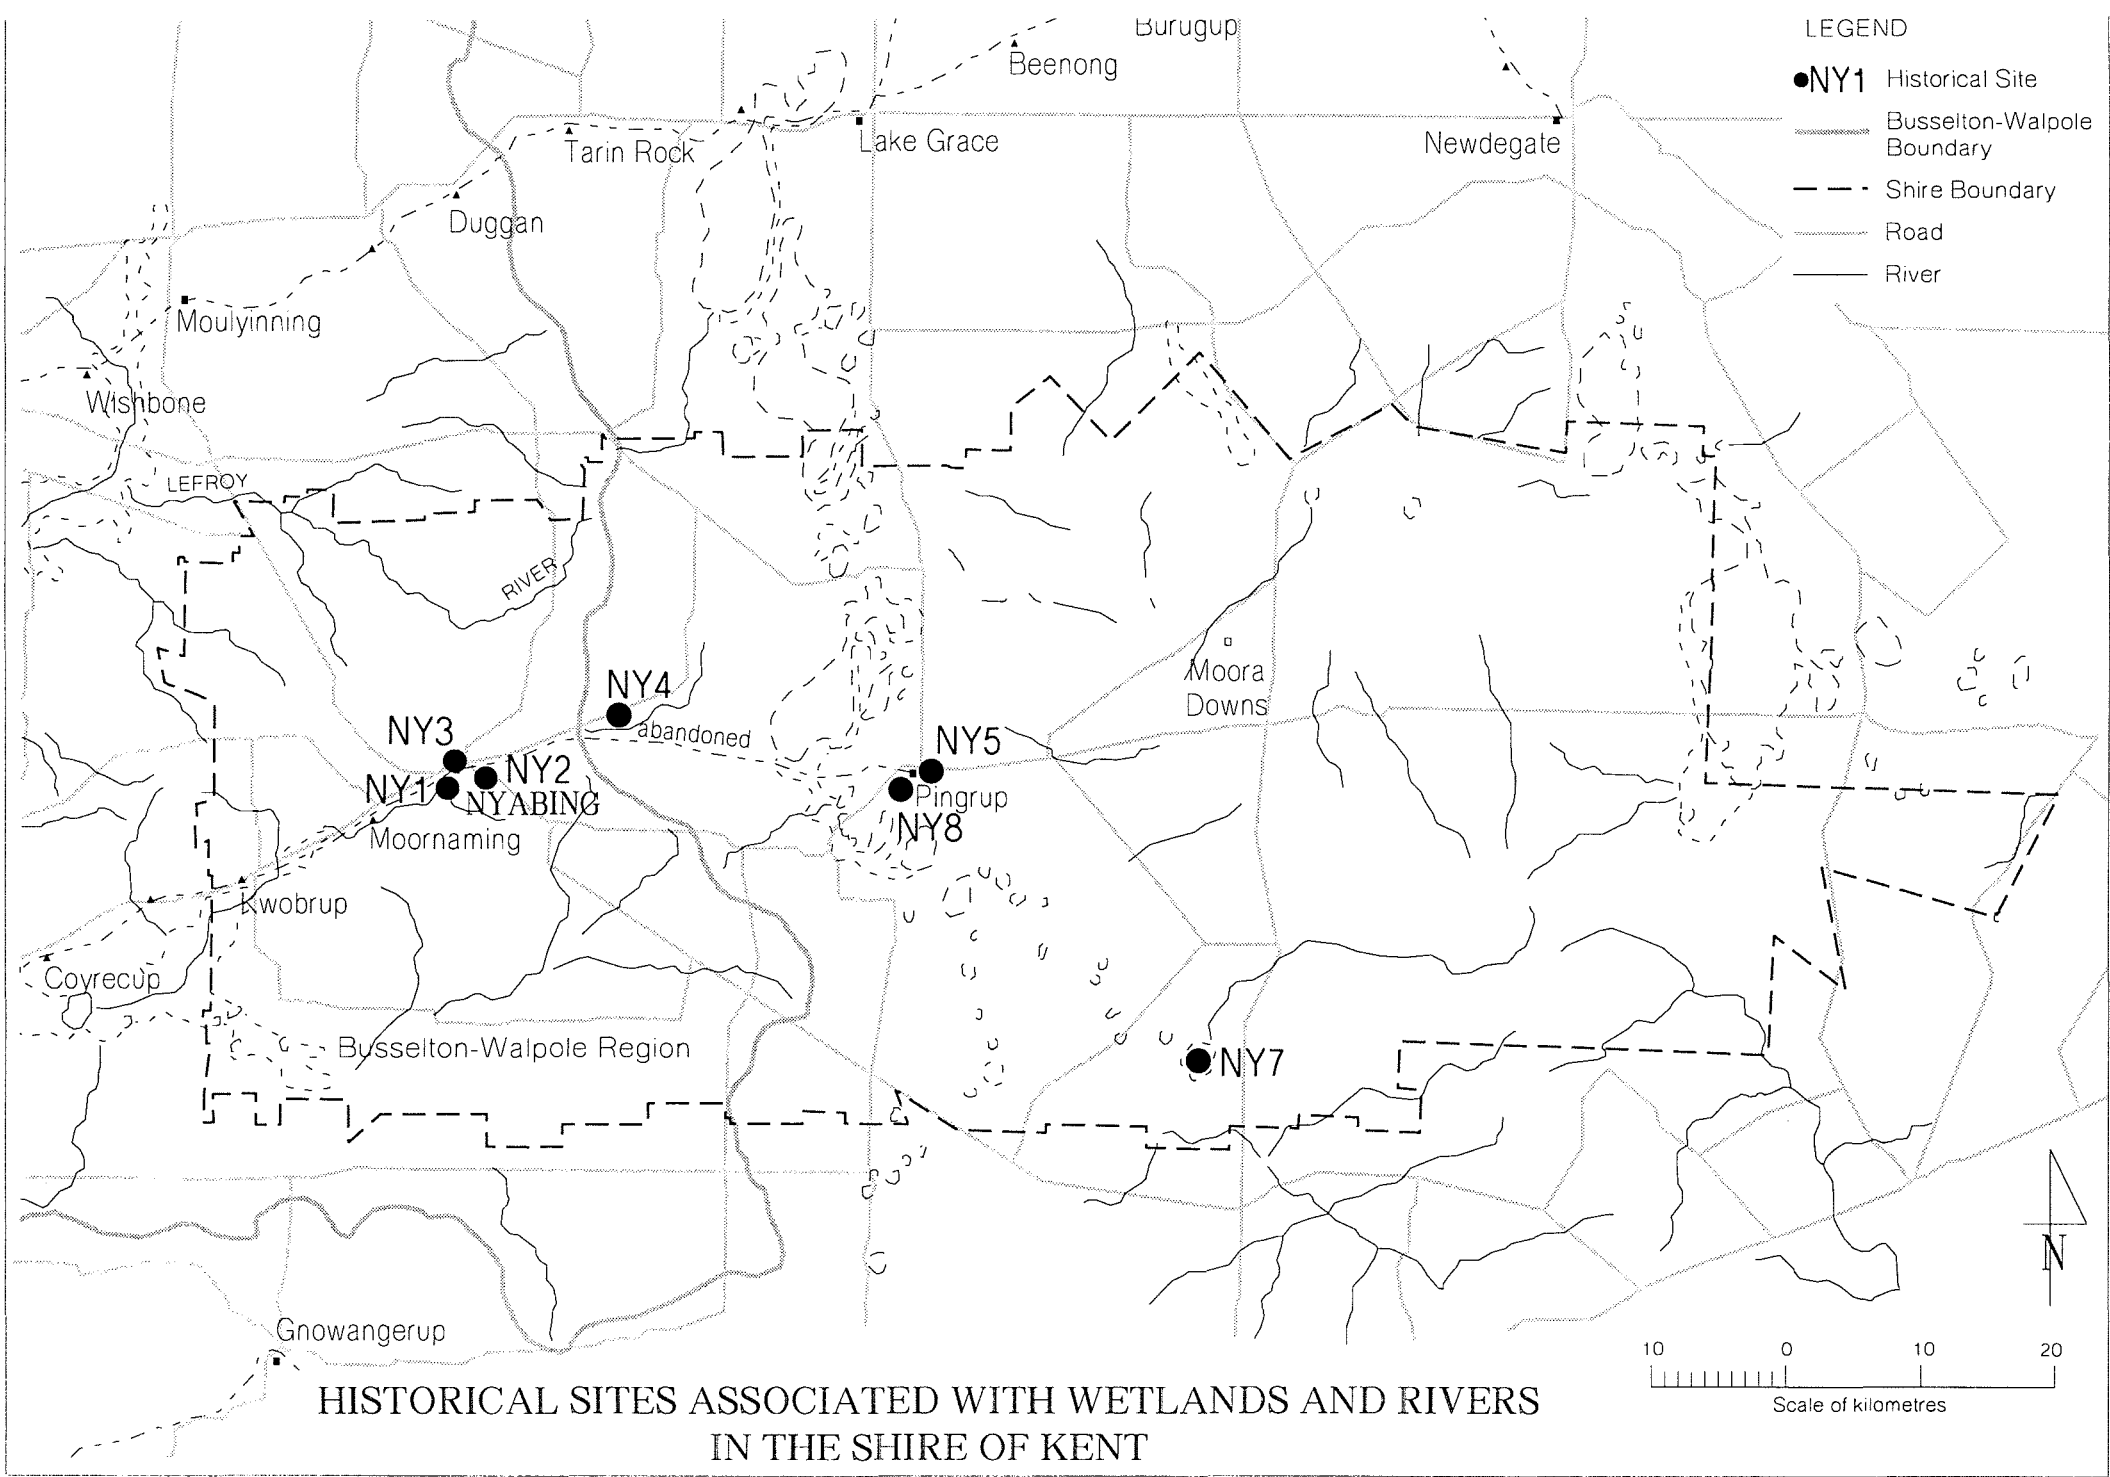 Burugup
LEGEND
Beenong
●NY1 Historical Site
Busselton-Walpole
Boundary
Lake Grace
Newdegate
Tarin Rock
Shire Boundary
Duggan
Road
River
Moulyinning
Wishbone
LEFROY
RIVER
Moora
Downs
NY4
abandoned
NY3
NY5
NY2
NY1
NYABING
Pingrup
NY8
Moornaming
Kwobrup
Coyrecup
Busselton-Walpole Region
NY7
N
Gnowangerup
10 0 10 20
Scale of kilometres
HISTORICAL SITES ASSOCIATED WITH WETLANDS AND RIVERS
IN THE SHIRE OF KENT